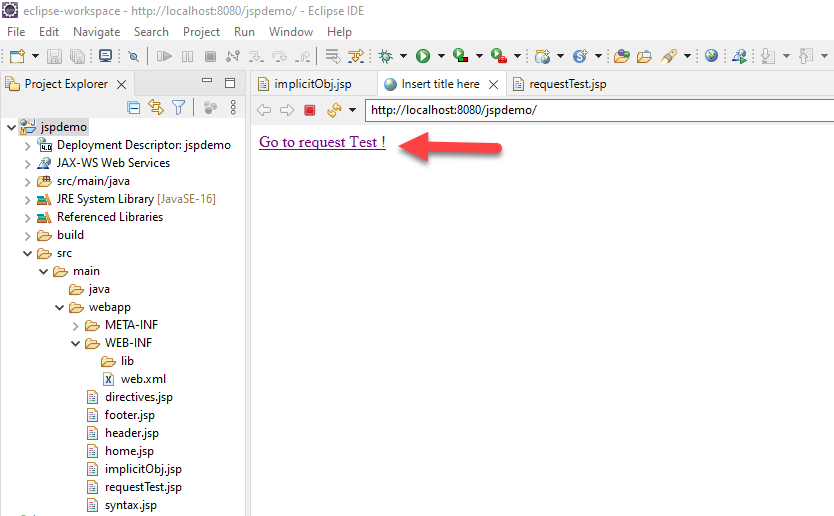 eclipse-workspace - http://localhost:8080/jspdemo/ - Eclipse IDE
File Edit Navigate Search Project Run Window Help
Project Explorer
implicitObj.jsp Insert title here requestTest.jsp
http://localhost:8080/jspdemo/
Go to request Test !
jspdemo
4.0 Deployment Descriptor: jspdemo
JAX-WS Web Services
src/main/java
JRE System Library [JavaSE-16]
Referenced Libraries
build
src
main
java
webapp
META-INF
WEB-INF
lib
web.xml
directives.jsp
footer.jsp
header.jsp
home.jsp
implicitObj.jsp
requestTest.jsp
syntax.jsp